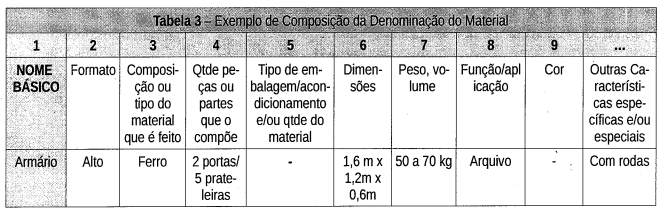 Tabela 3 – Exemplo de Composição da Denominação do Material
1 2 3 4 5 6 7 8 9 ...
NOME Formato Composi- Qtde pe- Tipo de em- Dimen- Peso, vo- Função/apl Cor Outras Ca-
BÁSICO ção ou ças ou balagem/acon- sões lume icação racterísti-
tipo do partes dicionamento cas espe-
material que o e/ou qtde do cíficas e/ou
que é feito compõe material especiais
Armário Alto Ferro 2 portas/ - 1,6 m x 50 a 70 kg Arquivo - Com rodas
5 prate- 1,2m x
leiras 0,6m